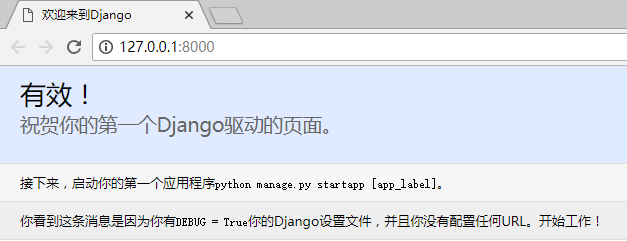 欢迎来到Django
127.0.0.1:8000
有效！
祝贺你的第一个Django驱动的页面。
接下来，启动你的第一个应用程序python manage.py startapp [app_label]。
你看到这条消息是因为你有DEBUG = True你的Django设置文件，并且你没有配置任何URL。开始工作！